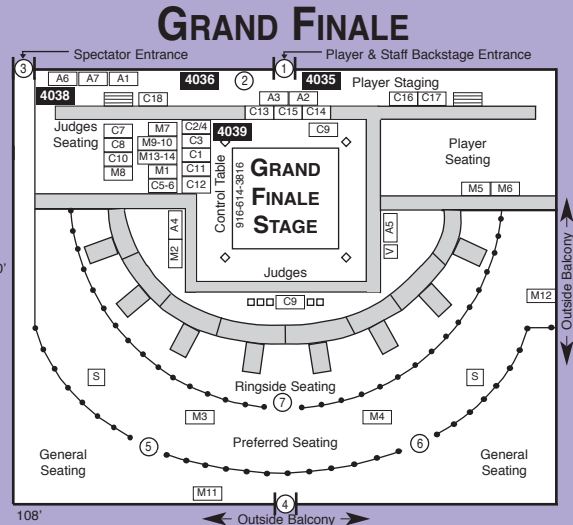 GRAND FINALE
3 Spectator Entrance
1 Player & Staff Backstage Entrance
A6 A7 A1
4036
2
4035
Player Staging
4038
C18
A3 A2
C16 C17
C13 C15 C14
Judges
Seating
C7
C8
C10
M8
M7
M9-10
M13-14
M1
C5-6
C2/4
C3
C1
C11
C12
4039
C9
Control Table
916-614-3816
GRAND
FINALE
STAGE
Player
Seating
M5 M6
A4
M2
A5
V
Judges
C9
M12
Outside Balcony
0'
S
S
Ringside Seating
7
M3
M4
Preferred Seating
5
6
General
Seating
General
Seating
M11
4
108'
Outside Balcony